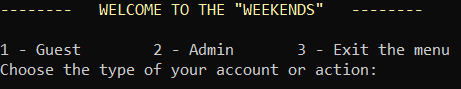 --------   WELCOME TO THE "WEEKENDS"   --------
1 - Guest         2 - Admin        3 - Exit the menu
Choose the type of your account or action: